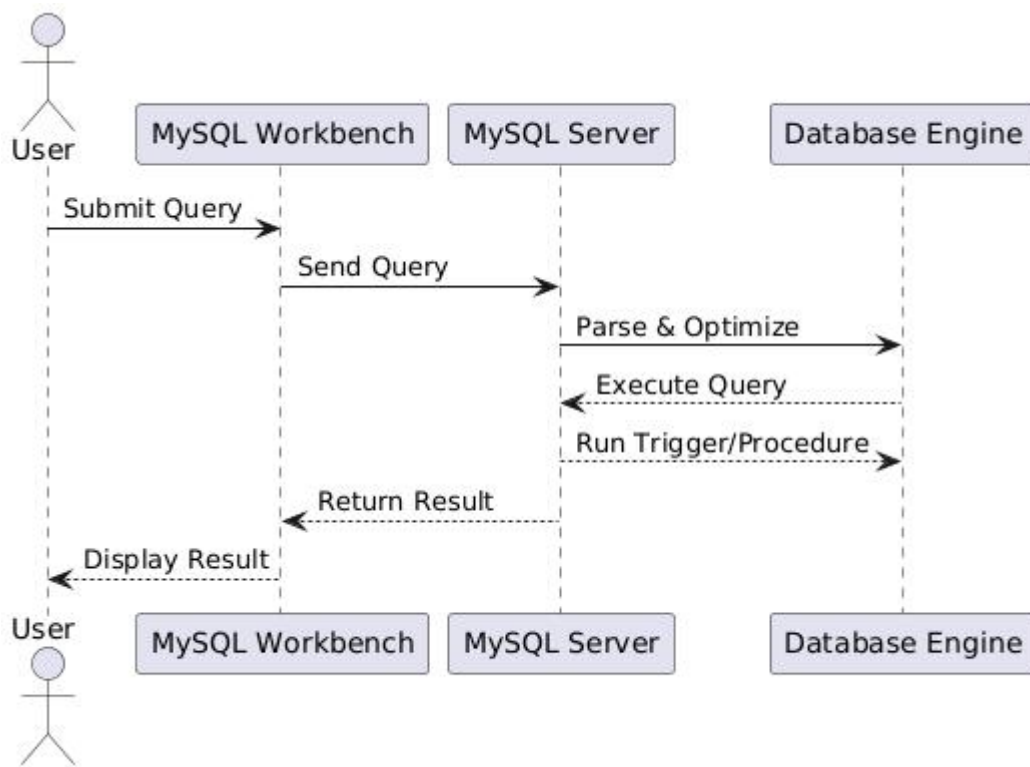 User
MySQL Workbench
MySQL Server
Database Engine
Submit Query
Send Query
Parse & Optimize
Execute Query
Run Trigger/Procedure
Return Result
Display Result
User
MySQL Workbench
MySQL Server
Database Engine